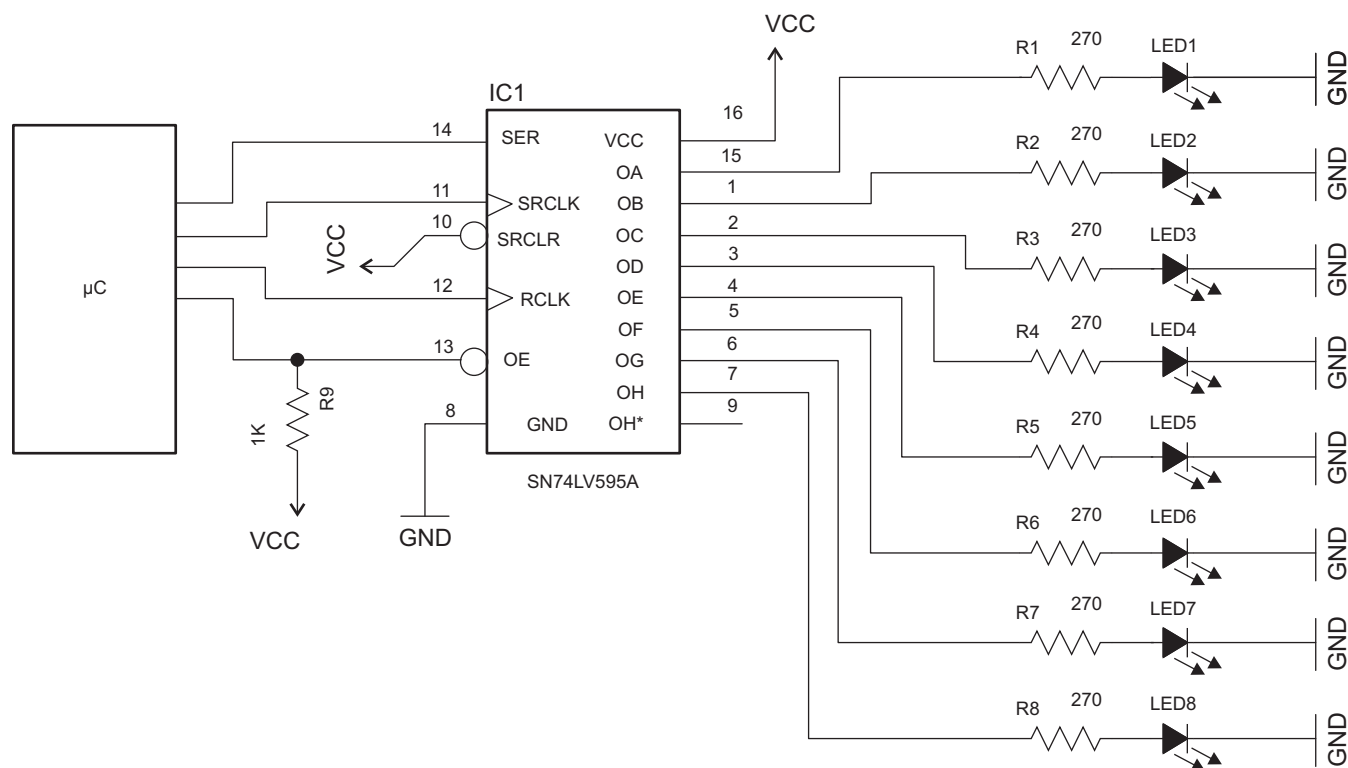 VCC
IC1
µC
14
11
10
12
13
8
VCC
SER
SRCLK
SRCLR
RCLK
OE
GND
VCC
OA
OB
OC
OD
OE
OF
OG
OH
OH*
16
15
1
2
3
4
5
6
7
9
SN74LV595A
R9
1K
VCC
GND
R1 270 LED1 GND
R2 270 LED2 GND
R3 270 LED3 GND
R4 270 LED4 GND
R5 270 LED5 GND
R6 270 LED6 GND
R7 270 LED7 GND
R8 270 LED8 GND